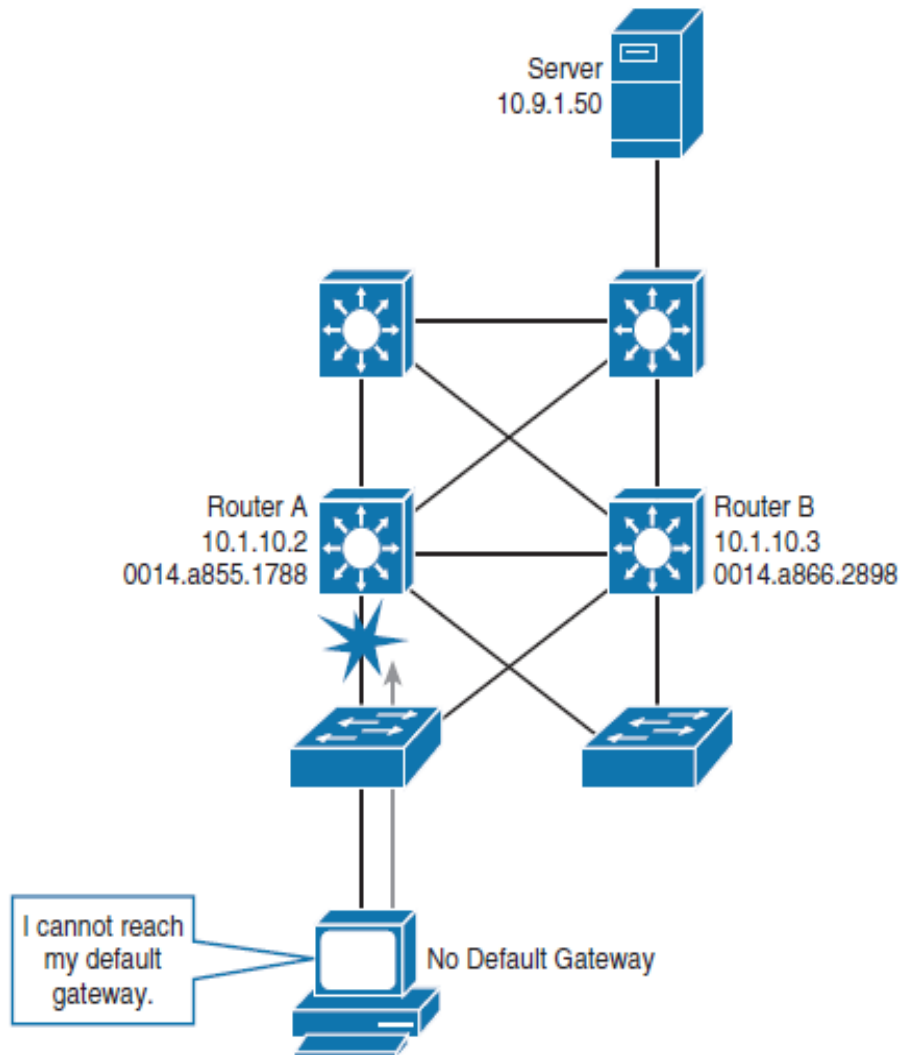 Server
10.9.1.50
Router A
10.1.10.2
0014.a855.1788
Router B
10.1.10.3
0014.a866.2898
I cannot reach
my default
gateway.
No Default Gateway